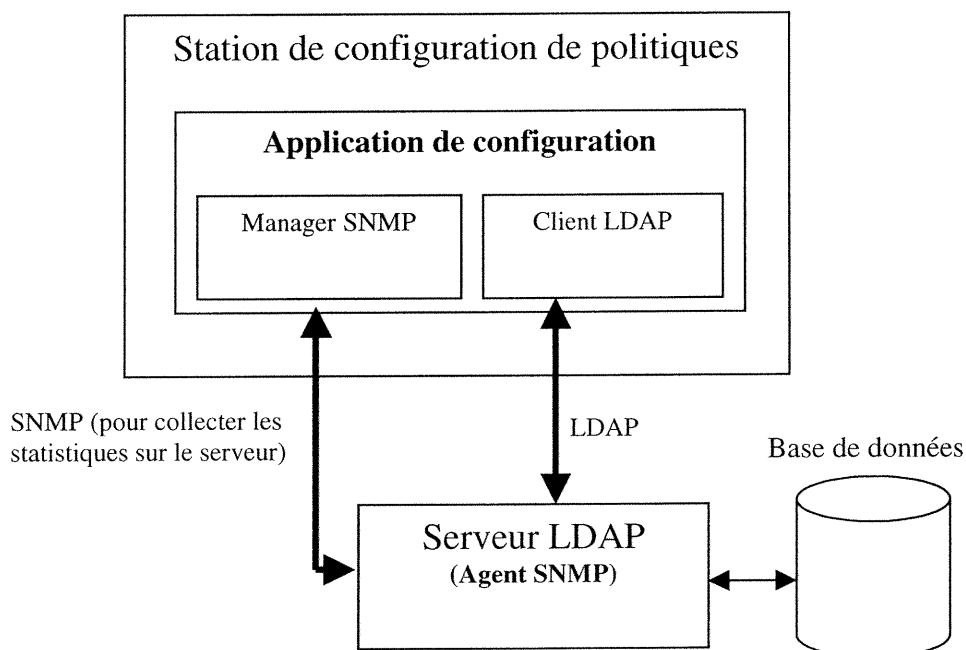 Station de configuration de politiques
Application de configuration
Manager SNMP
Client LDAP
SNMP (pour collecter les
statistiques sur le serveur)
LDAP
Base de données
Serveur LDAP
(Agent SNMP)